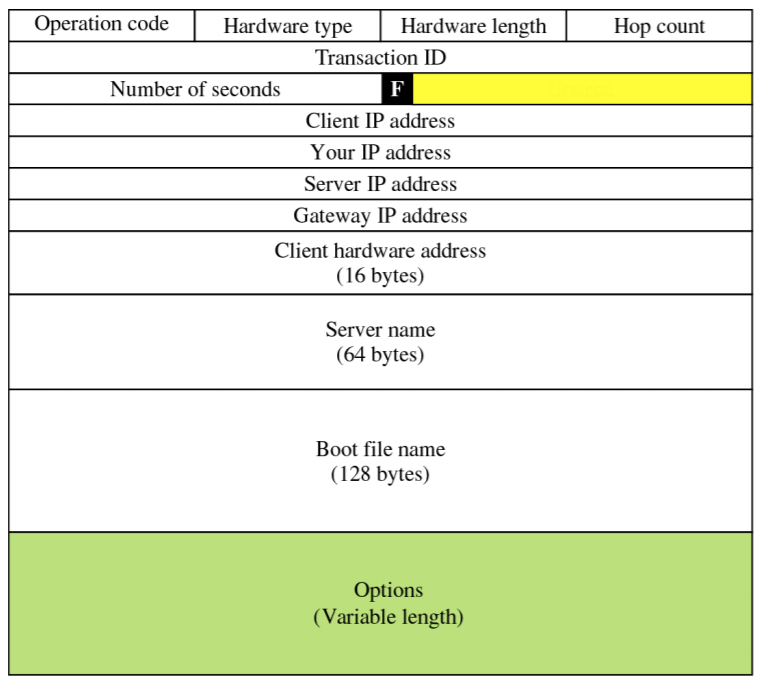 Operation code
Hardware type
Hardware length
Hop count
Transaction ID
Number of seconds
F
Client IP address
Your IP address
Server IP address
Gateway IP address
Client hardware address
(16 bytes)
Server name
(64 bytes)
Boot file name
(128 bytes)
Options
(Variable length)